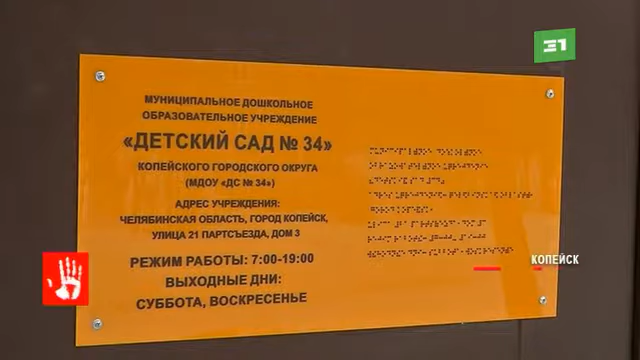 31
МУНИЦИПАЛЬНОЕ ДОШКОЛЬНОЕ
ОБРАЗОВАТЕЛЬНОЕ УЧРЕЖДЕНИЕ
«ДЕТСКИЙ САД № 34»
КОПЕЙСКОГО ГОРОДСКОГО ОКРУГА
(МДОУ «ДС № 34»)
АДРЕС УЧРЕЖДЕНИЯ:
ЧЕЛЯБИНСКАЯ ОБЛАСТЬ, ГОРОД КОПЕЙСК,
УЛИЦА 21 ПАРТСЪЕЗДА, ДОМ 3
РЕЖИМ РАБОТЫ: 7:00-19:00
ВЫХОДНЫЕ ДНИ:
СУББОТА, ВОСКРЕСЕНЬЕ
КОПЕЙСК